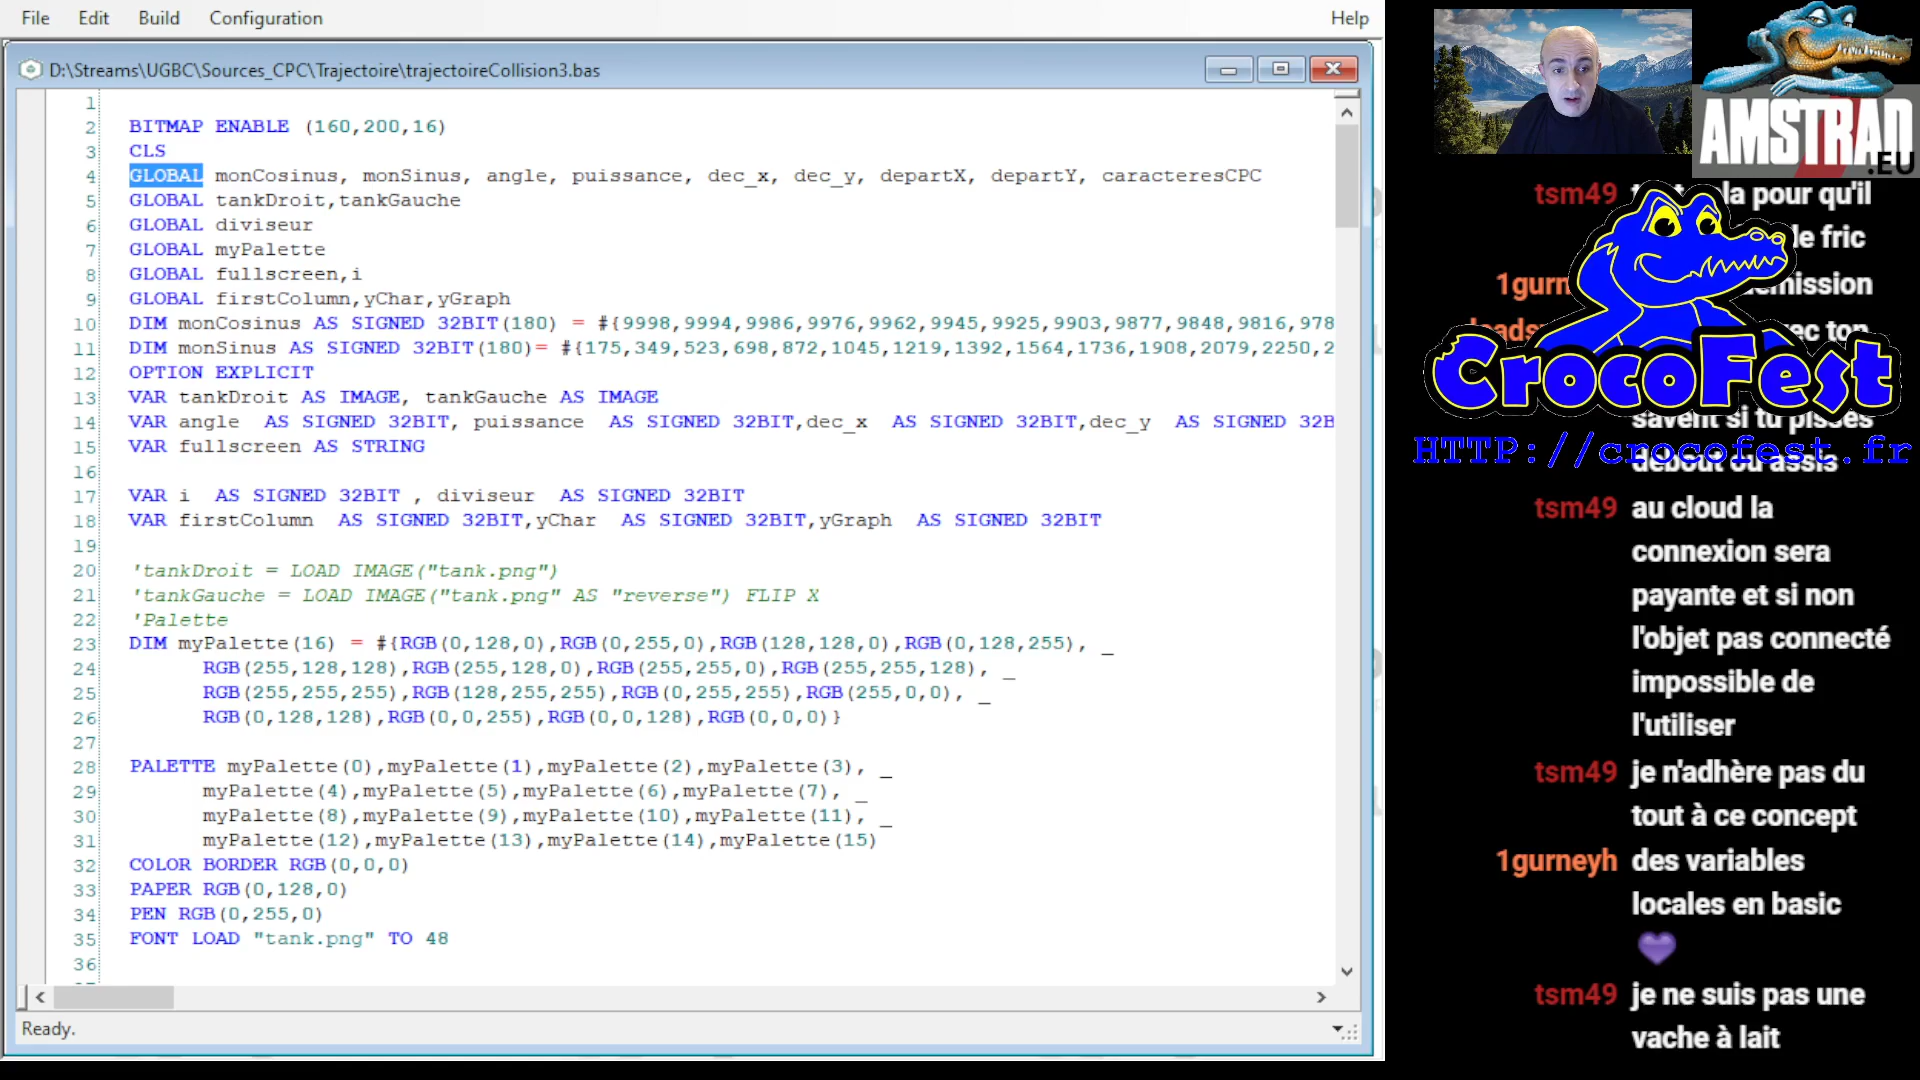 File Edit Build Configuration Help
D:\Streams\UGBC\Sources_CPC\Trajectoire\trajectoireCollision3.bas
1
2 BITMAP ENABLE (160,200,16)
3 CLS
4 GLOBAL monCosinus, monSinus, angle, puissance, dec_x, dec_y, departX, departY, caracteresCPC
5 GLOBAL tankDroit,tankGauche
6 GLOBAL diviseur
7 GLOBAL myPalette
8 GLOBAL fullscreen,i
9 GLOBAL firstColumn,yChar,yGraph
10 DIM monCosinus AS SIGNED 32BIT(180) = #{9998,9994,9986,9976,9962,9945,9925,9903,9877,9848,9816,978
11 DIM monSinus AS SIGNED 32BIT(180)= #{175,349,523,698,872,1045,1219,1392,1564,1736,1908,2079,2250,2
12 OPTION EXPLICIT
13 VAR tankDroit AS IMAGE, tankGauche AS IMAGE
14 VAR angle AS SIGNED 32BIT, puissance AS SIGNED 32BIT,dec_x AS SIGNED 32BIT,dec_y AS SIGNED 32B
15 VAR fullscreen AS STRING
16
17 VAR i AS SIGNED 32BIT , diviseur AS SIGNED 32BIT
18 VAR firstColumn AS SIGNED 32BIT,yChar AS SIGNED 32BIT,yGraph AS SIGNED 32BIT
19
20 'tankDroit = LOAD IMAGE("tank.png")
21 'tankGauche = LOAD IMAGE("tank.png" AS "reverse") FLIP X
22 'Palette
23 DIM myPalette(16) = #{RGB(0,128,0),RGB(0,255,0),RGB(128,128,0),RGB(0,128,255), _
24 RGB(255,128,128),RGB(255,128,0),RGB(255,255,0),RGB(255,255,128), _
25 RGB(255,255,255),RGB(128,255,255),RGB(0,255,255),RGB(255,0,0), _
26 RGB(0,128,128),RGB(0,0,255),RGB(0,0,128),RGB(0,0,0)}
27
28 PALETTE myPalette(0),myPalette(1),myPalette(2),myPalette(3), _
29 myPalette(4),myPalette(5),myPalette(6),myPalette(7), _
30 myPalette(8),myPalette(9),myPalette(10),myPalette(11), _
31 myPalette(12),myPalette(13),myPalette(14),myPalette(15)
32 COLOR BORDER RGB(0,0,0)
33 PAPER RGB(0,128,0)
34 PEN RGB(0,255,0)
35 FONT LOAD "tank.png" TO 48
36
Ready.
AMSTRAD
.EU
tsm49 la pour qu'il
le fric
1gurn mission
ec ton
CrocoFest
savent si tu pisses
debout ou assis
HTTP://crocofest.fr
tsm49 au cloud la
connexion sera
payante et si non
l'objet pas connecté
impossible de
l'utiliser
tsm49 je n'adhère pas du
tout à ce concept
1gurneyh des variables
locales en basic
tsm49 je ne suis pas une
vache à lait